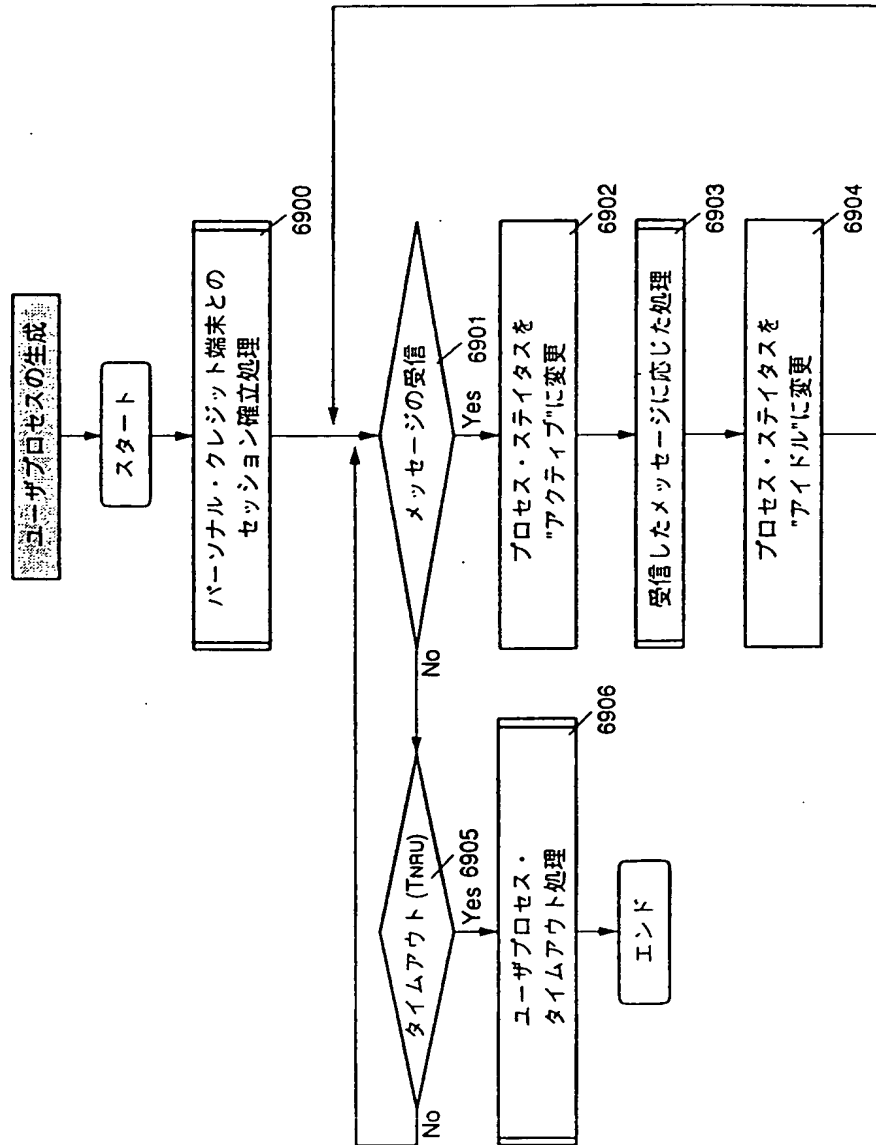 ユーザプロセスの生成
スタート
パーソナル・クレジット端末との
セッション確立処理
6900
メッセージの受信
6901
Yes
No
プロセス・ステイタスを
"アクティブ"に変更
6902
受信したメッセージに応じた処理
6903
プロセス・ステイタスを
"アイドル"に変更
6904
タイムアウト(TNRU)
6905
Yes
No
ユーザプロセス・
タイムアウト処理
6906
エンド